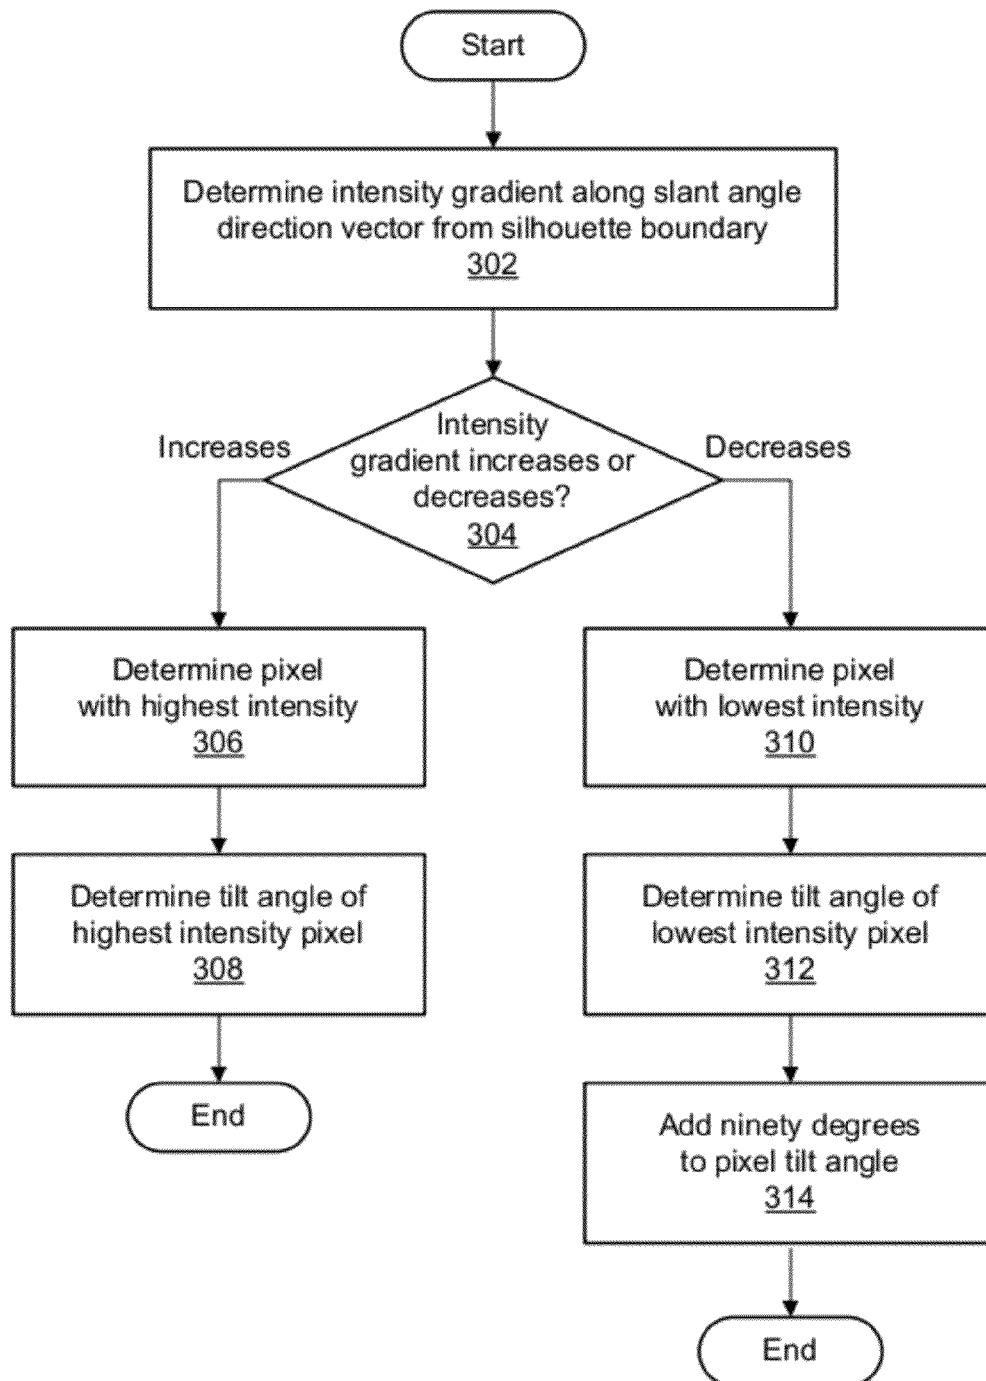 Start
Determine intensity gradient along slant angle
direction vector from silhouette boundary
302
Intensity
gradient increases or
decreases?
304
Increases
Decreases
Determine pixel
with highest intensity
306
Determine tilt angle of
highest intensity pixel
308
End
Determine pixel
with lowest intensity
310
Determine tilt angle of
lowest intensity pixel
312
Add ninety degrees
to pixel tilt angle
314
End